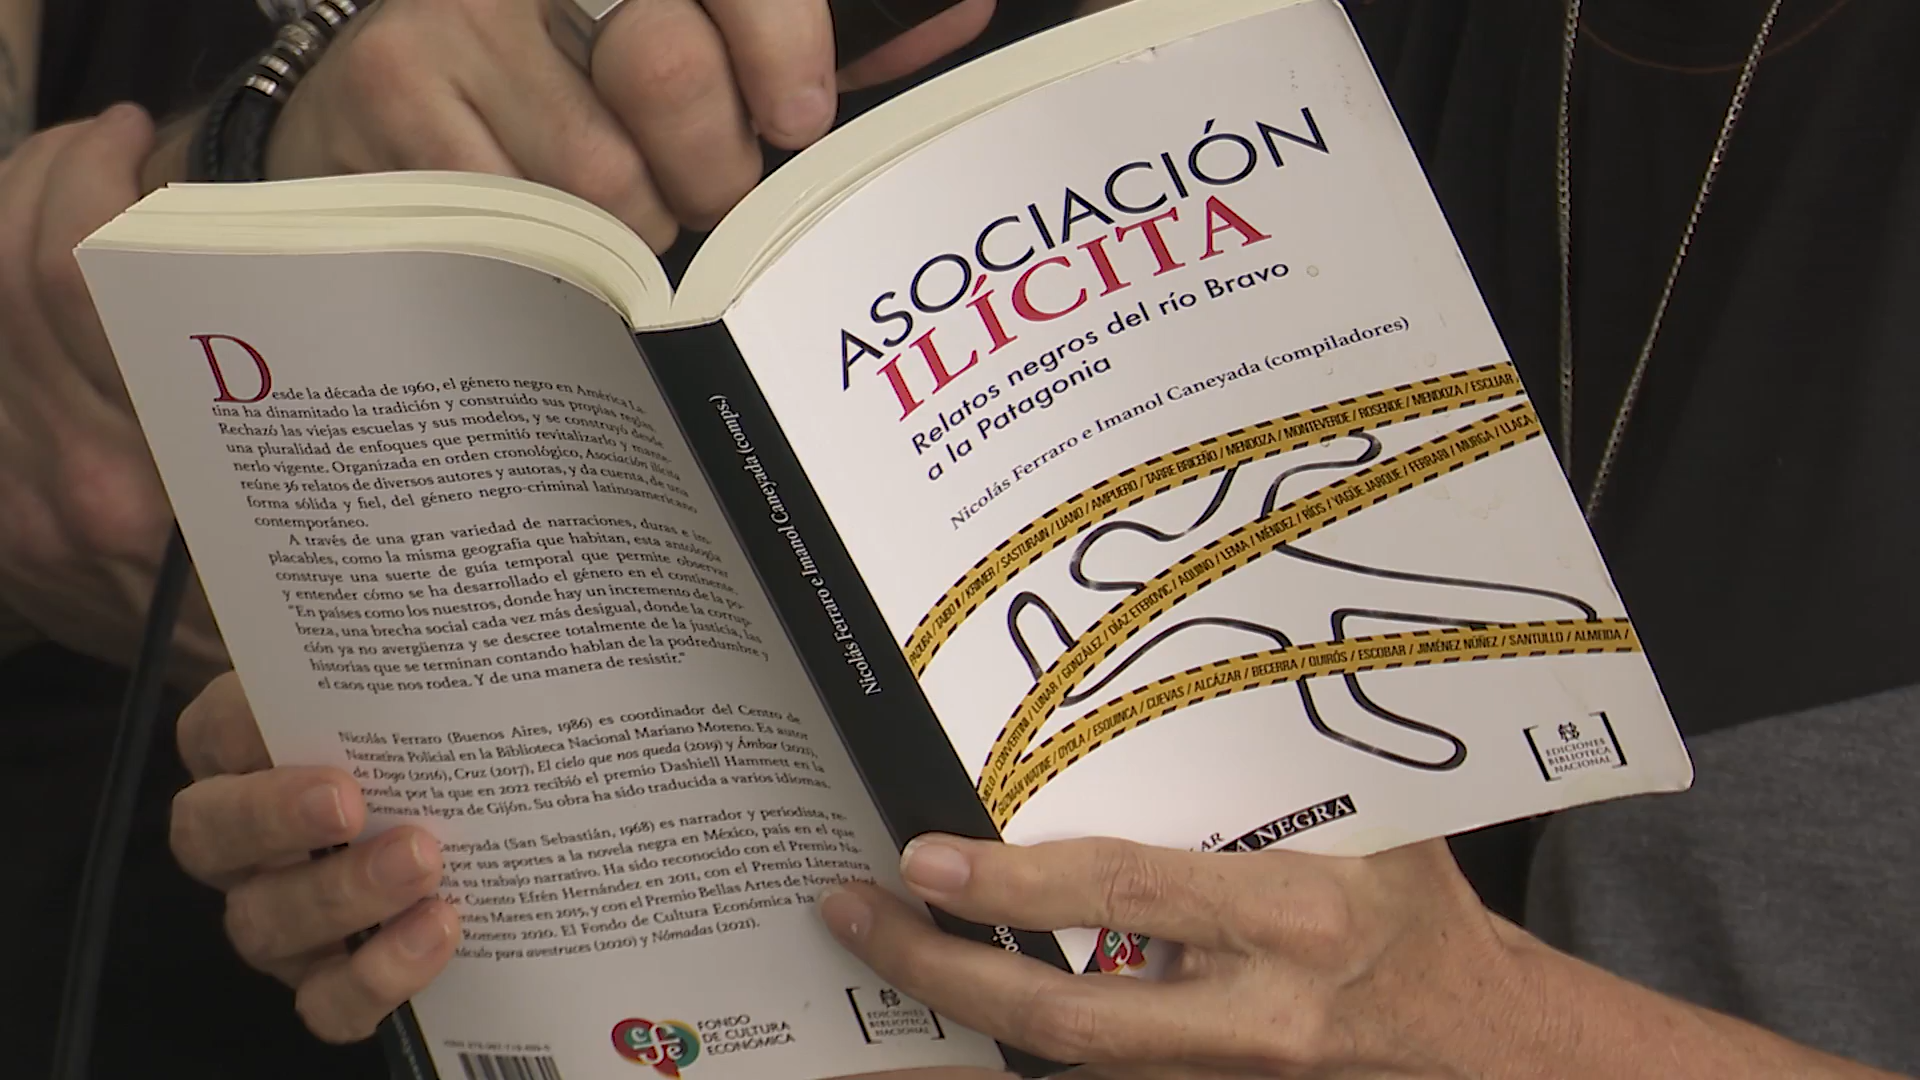 Desde la década de 1960, el género negro en América La-
tina ha dinamitado la tradición y construido sus propias reglas.
Rechazó las viejas escuelas y sus modelos, y se construyó desde
una pluralidad de enfoques que permitió revitalizarlo y mante-
nerlo vigente. Organizada en orden cronológico, Asociación ilícita
reúne 36 relatos de diversos autores y autoras, y da cuenta, de una
forma sólida y fiel, del género negro-criminal latinoamericano
contemporáneo.
A través de una gran variedad de narraciones, duras e im-
placables, como la misma geografía que habitan, esta antología
construye una suerte de guía temporal que permite observar
y entender cómo se ha desarrollado el género en el continente.
"En países como los nuestros, donde hay un incremento de la po-
breza, una brecha social cada vez más desigual, donde la corrup-
ción ya no avergüenza y se descree totalmente de la justicia, las
historias que se terminan contando hablan de la podredumbre y
el caos que nos rodea. Y de una manera de resistir."
Nicolás Ferraro (Buenos Aires, 1986) es coordinador del Centro de
Narrativa Policial en la Biblioteca Nacional Mariano Moreno. Es autor
de Dogo (2016), Cruz (2017), El cielo que nos queda (2019) y Ámbar (2021),
novela por la que en 2022 recibió el premio Dashiell Hammett en la
Semana Negra de Gijón. Su obra ha sido traducida a varios idiomas.
Caneyada (San Sebastián, 1968) es narrador y periodista, re-
por sus aportes a la novela negra en México, país en el que
su trabajo narrativo. Ha sido reconocido con el Premio Na-
de Cuento Efrén Hernández en 2011, con el Premio Literatura
Mares en 2015, y con el Premio Bellas Artes de Novela José
Romero 2020. El Fondo de Cultura Económica ha
para avestruces (2020) y Nómadas (2021).
FONDO
DE CULTURA
ECONÓMICA
EDICIONES
BIBLIOTECA
NACIONAL
Nicolás Ferraro e Imanol Caneyada (comps.)
ASOCIACIÓN
ILÍCITA
Relatos negros del río Bravo
a la Patagonia
Nicolás Ferraro e Imanol Caneyada (compiladores)
PADURA / TAIBO II / KRIMER / SASTURAIN / LIANO / AMPUERO / TARRE BRICEÑO / MENDOZA / MONTEVERDE / ROSENDE / MENDOZA / ESCLIAR
MELO / CONVERTINI / LUNAR / GONZÁLEZ / DÍAZ ETEROVIC / AQUINO / LEMA / MÉNDEZ / RÍOS / YAGÜE JARQUE / FERRARI / MURGA / LLACA
GUZMÁN WATINE / OYOLA / ESQUINCA / CUEVAS / ALCÁZAR / BECERRA / QUIRÓS / ESCOBAR / JIMÉNEZ NÚÑEZ / SANTULLO / ALMEIDA /
EDICIONES
BIBLIOTECA
NACIONAL
LAR
A NEGRA